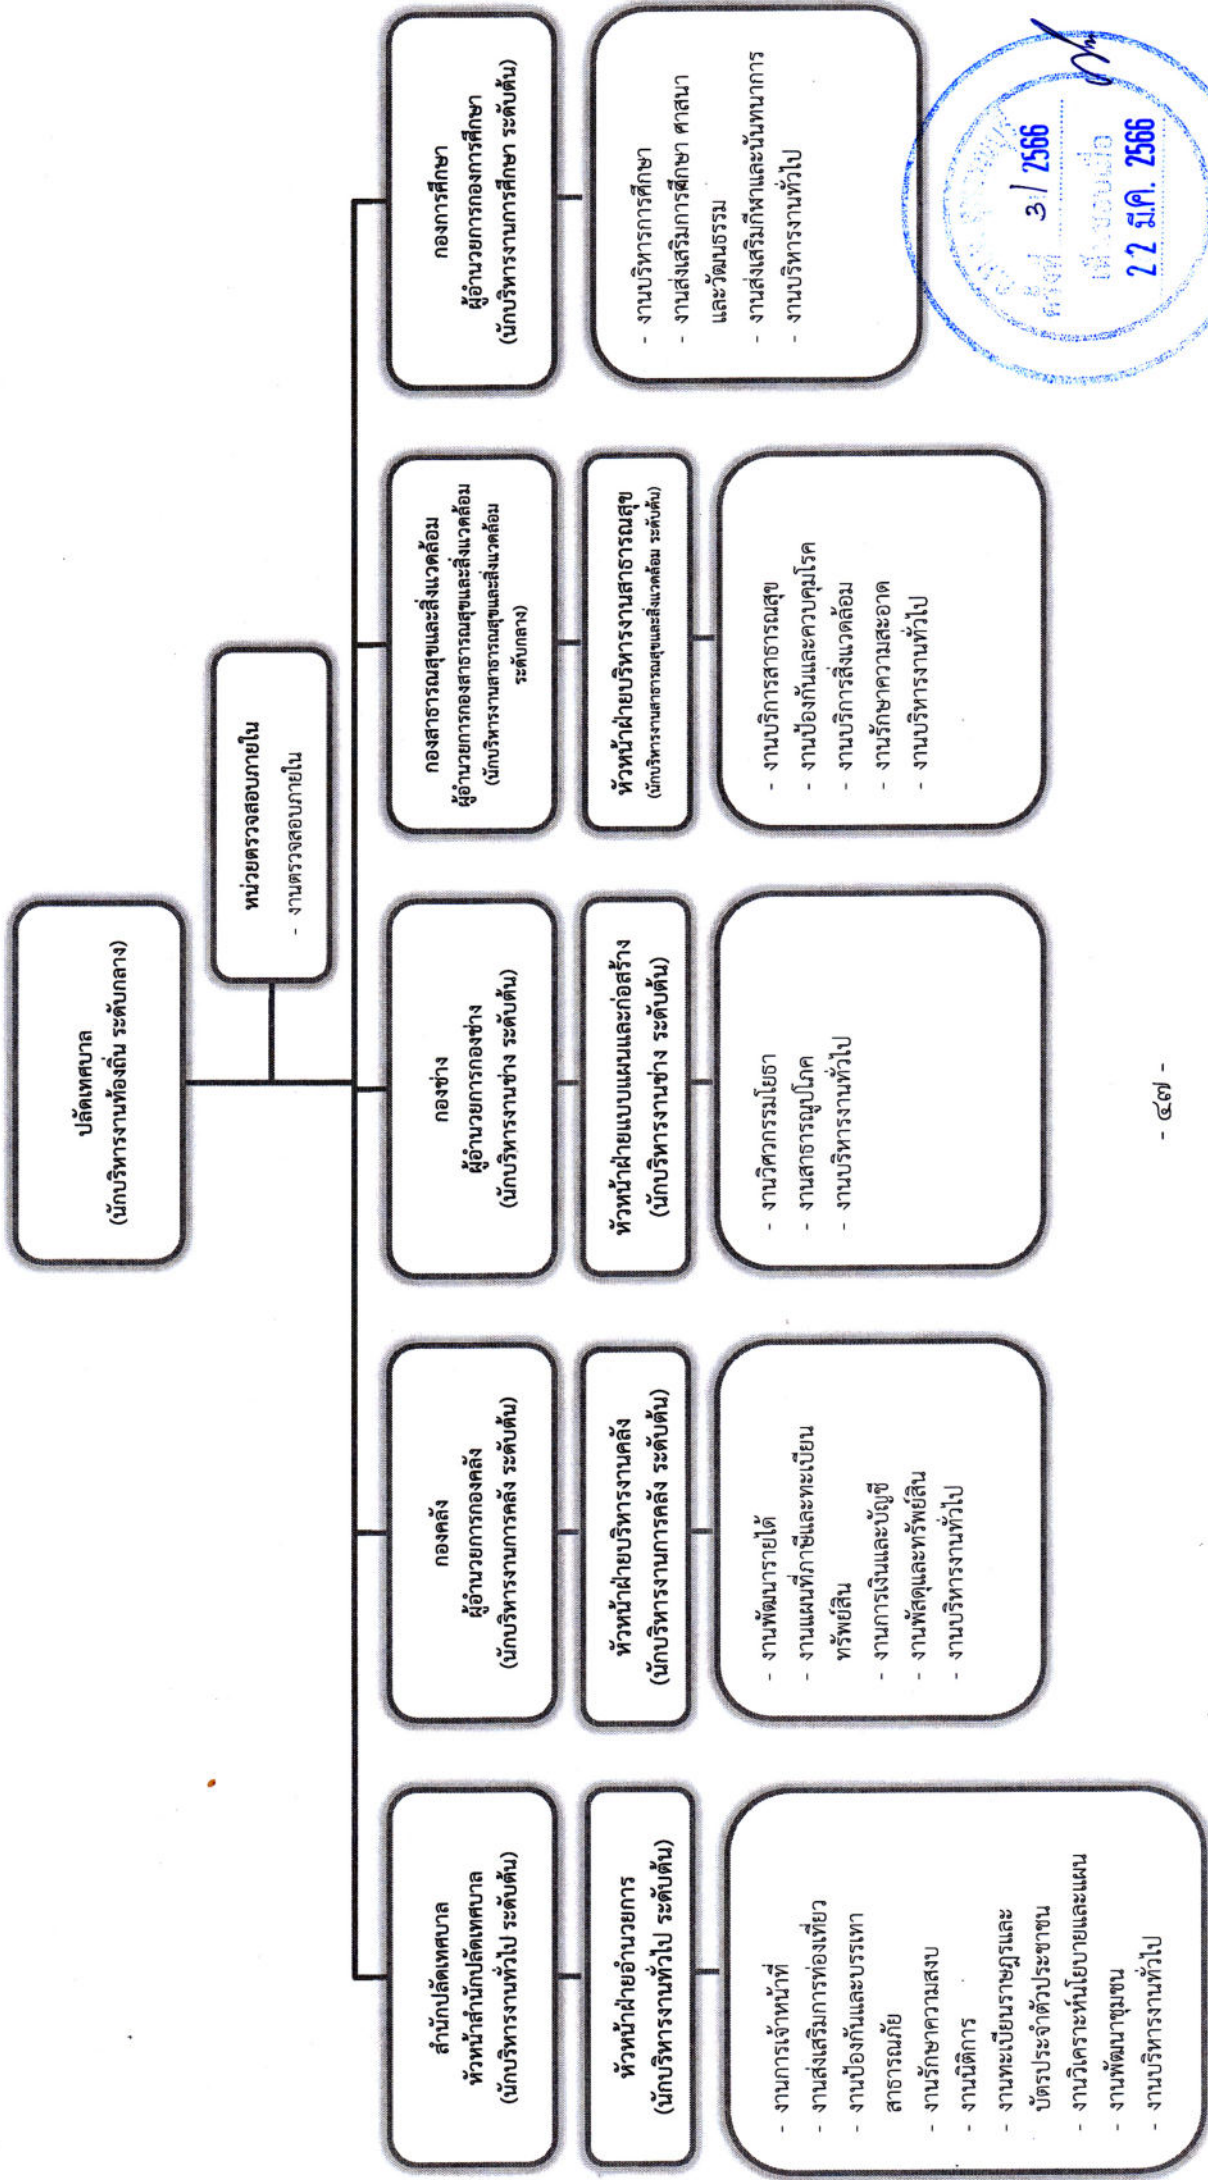 ปลัดเทศบาล
(นักบริหารงานท้องถิ่น ระดับกลาง)
หน่วยตรวจสอบภายใน
- งานตรวจสอบภายใน
สำนักปลัดเทศบาล
หัวหน้าสำนักปลัดเทศบาล
(นักบริหารงานทั่วไป ระดับต้น)
หัวหน้าฝ่ายอำนวยการ
(นักบริหารงานทั่วไป ระดับต้น)
- งานการเจ้าหน้าที่
- งานส่งเสริมการท่องเที่ยว
- งานป้องกันและบรรเทา
สาธารณภัย
- งานรักษาความสงบ
- งานนิติการ
- งานทะเบียนราษฎรและ
บัตรประจำตัวประชาชน
- งานวิเคราะห์นโยบายและแผน
- งานพัฒนาชุมชน
- งานบริหารงานทั่วไป
กองคลัง
ผู้อำนวยการกองคลัง
(นักบริหารงานการคลัง ระดับต้น)
หัวหน้าฝ่ายบริหารงานคลัง
(นักบริหารงานการคลัง ระดับต้น)
- งานพัฒนารายได้
- งานแผนที่ภาษีและทะเบียน
ทรัพย์สิน
- งานการเงินและบัญชี
- งานพัสดุและทรัพย์สิน
- งานบริหารงานทั่วไป
กองช่าง
ผู้อำนวยการกองช่าง
(นักบริหารงานช่าง ระดับต้น)
หัวหน้าฝ่ายแบบแผนและก่อสร้าง
(นักบริหารงานช่าง ระดับต้น)
- งานวิศวกรรมโยธา
- งานสาธารณูปโภค
- งานบริหารงานทั่วไป
กองสาธารณสุขและสิ่งแวดล้อม
ผู้อำนวยการกองสาธารณสุขและสิ่งแวดล้อม
(นักบริหารงานสาธารณสุขและสิ่งแวดล้อม
ระดับกลาง)
หัวหน้าฝ่ายบริหารงานสาธารณสุข
(นักบริหารงานสาธารณสุขและสิ่งแวดล้อม ระดับต้น)
- งานบริการสาธารณสุข
- งานป้องกันและควบคุมโรค
- งานบริการสิ่งแวดล้อม
- งานรักษาความสะอาด
- งานบริหารงานทั่วไป
กองการศึกษา
ผู้อำนวยการกองการศึกษา
(นักบริหารงานการศึกษา ระดับต้น)
- งานบริหารการศึกษา
- งานส่งเสริมการศึกษา ศาสนา
และวัฒนธรรม
- งานส่งเสริมกีฬาและนันทนาการ
- งานบริหารงานทั่วไป
ครั้งที่ 3/2566
เห็นชอบเมื่อ
22 มี.ค. 2566
- ๔๗ -